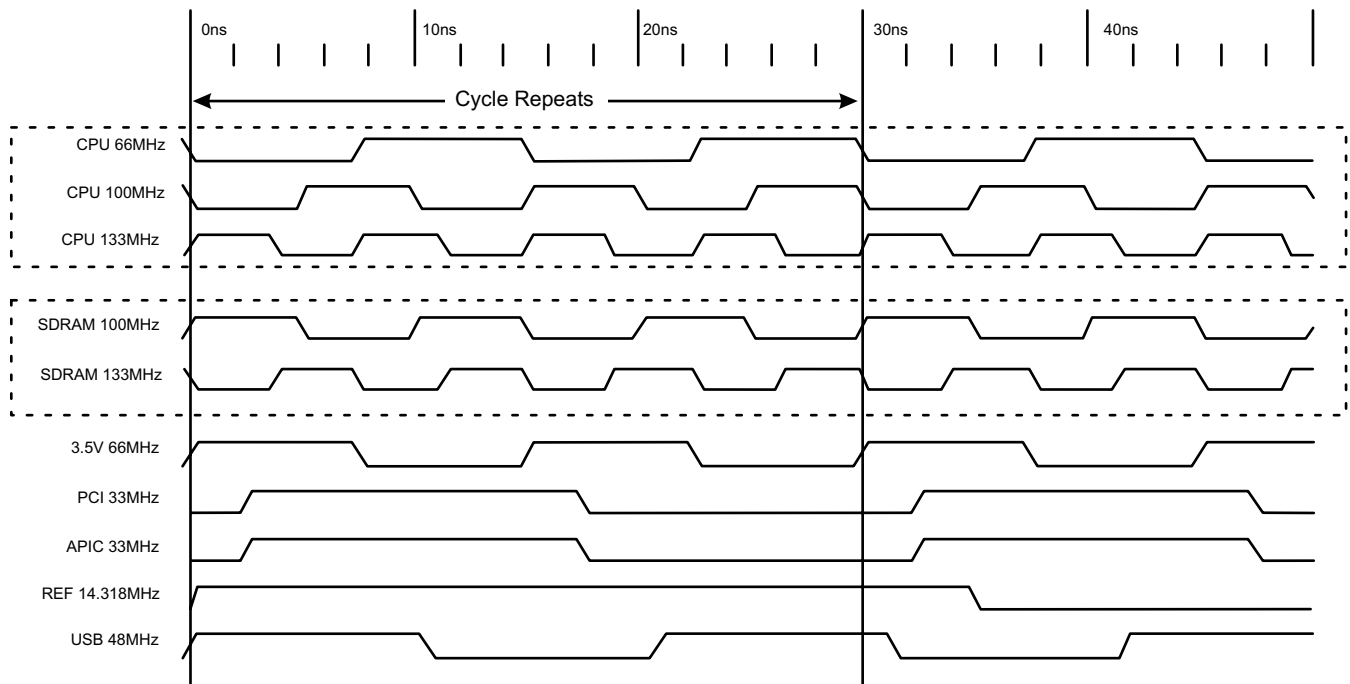 0ns 10ns 20ns 30ns 40ns
Cycle Repeats
CPU 66MHz
CPU 100MHz
CPU 133MHz
SDRAM 100MHz
SDRAM 133MHz
3.5V 66MHz
PCI 33MHz
APIC 33MHz
REF 14.318MHz
USB 48MHz